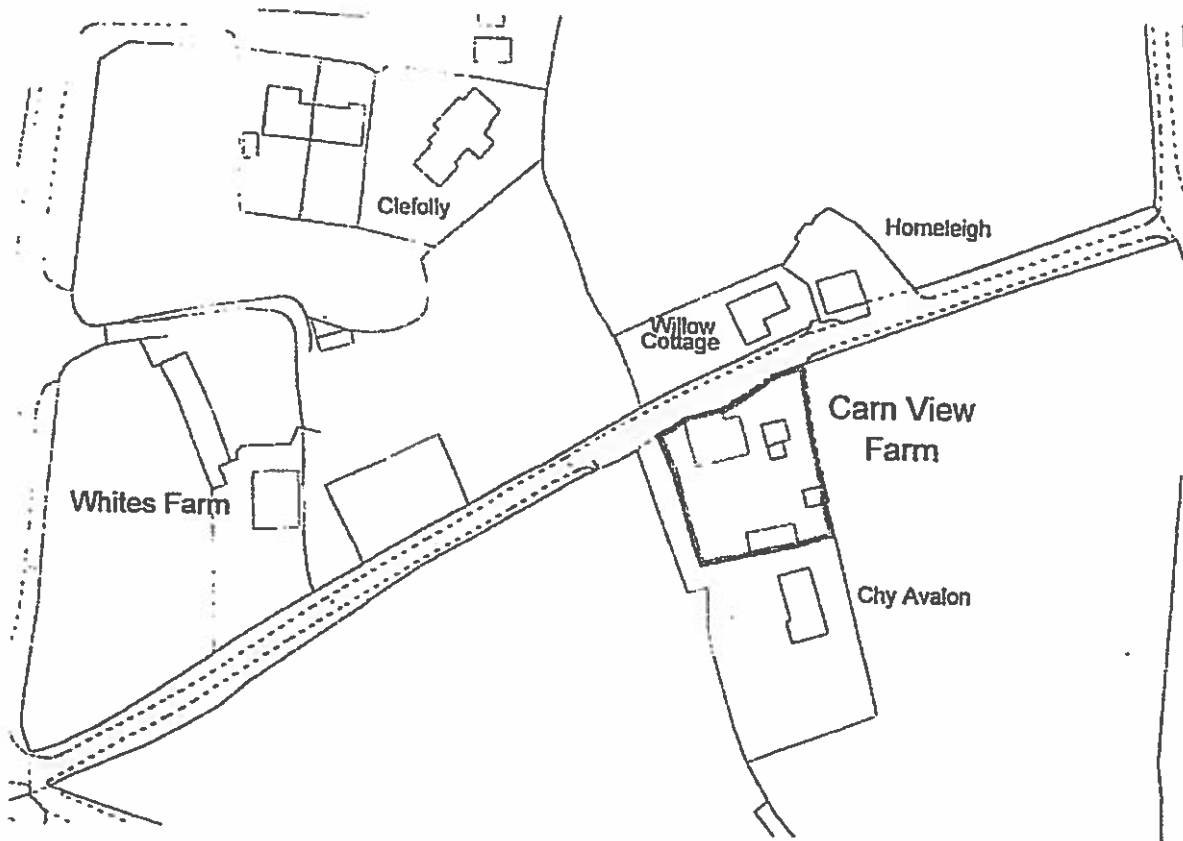 Clefolly
Homeleigh
Willow
Cottage
Carn View
Farm
Whites Farm
Chy Avalon